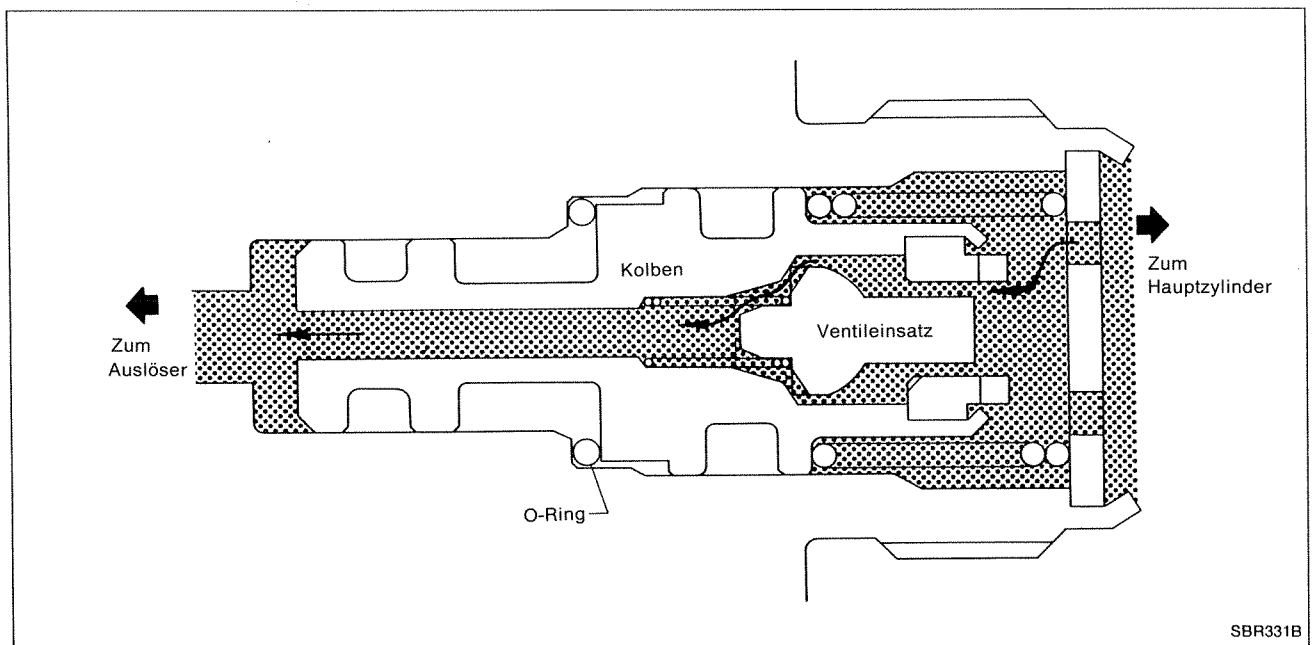 Kolben
Zum
Hauptzylinder
Ventileinsatz
Zum
Auslöser
O-Ring
SBR331B